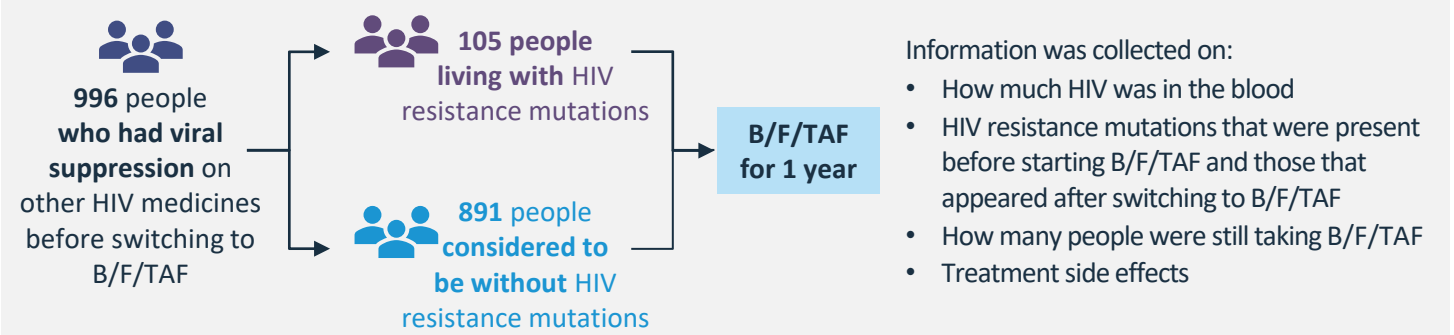 996 people
who had viral
suppression on
other HIV medicines
before switching to
B/F/TAF
105 people
living with HIV
resistance mutations
891 people
considered to
be without HIV
resistance mutations
B/F/TAF
for 1 year
Information was collected on:
• How much HIV was in the blood
• HIV resistance mutations that were present
before starting B/F/TAF and those that
appeared after switching to B/F/TAF
• How many people were still taking B/F/TAF
• Treatment side effects